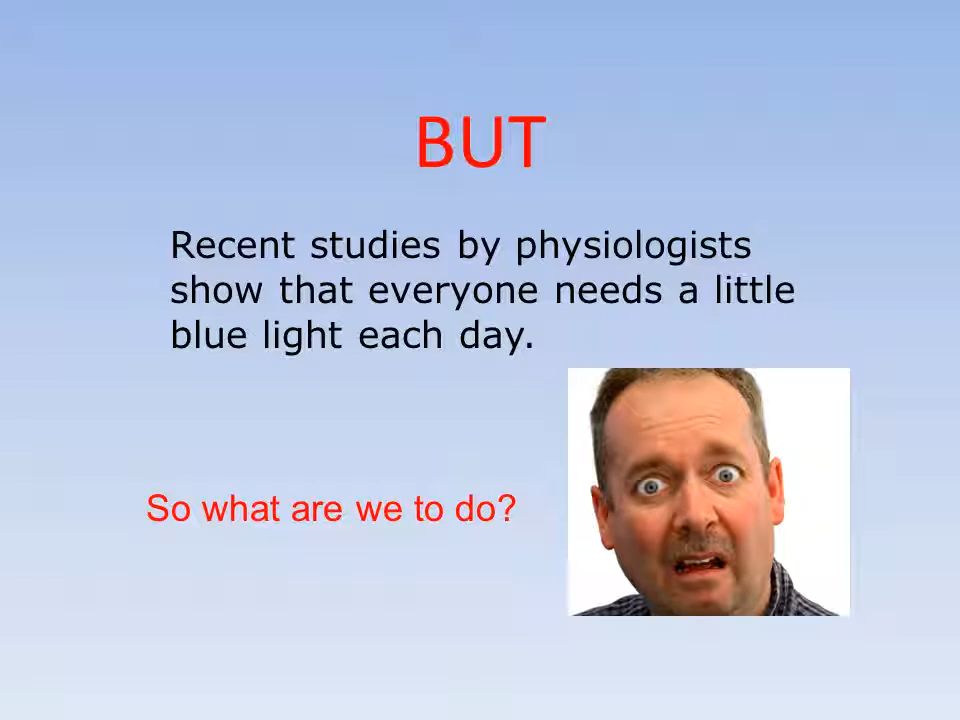 BUT
Recent studies by physiologists
show that everyone needs a little
blue light each day.
So what are we to do?